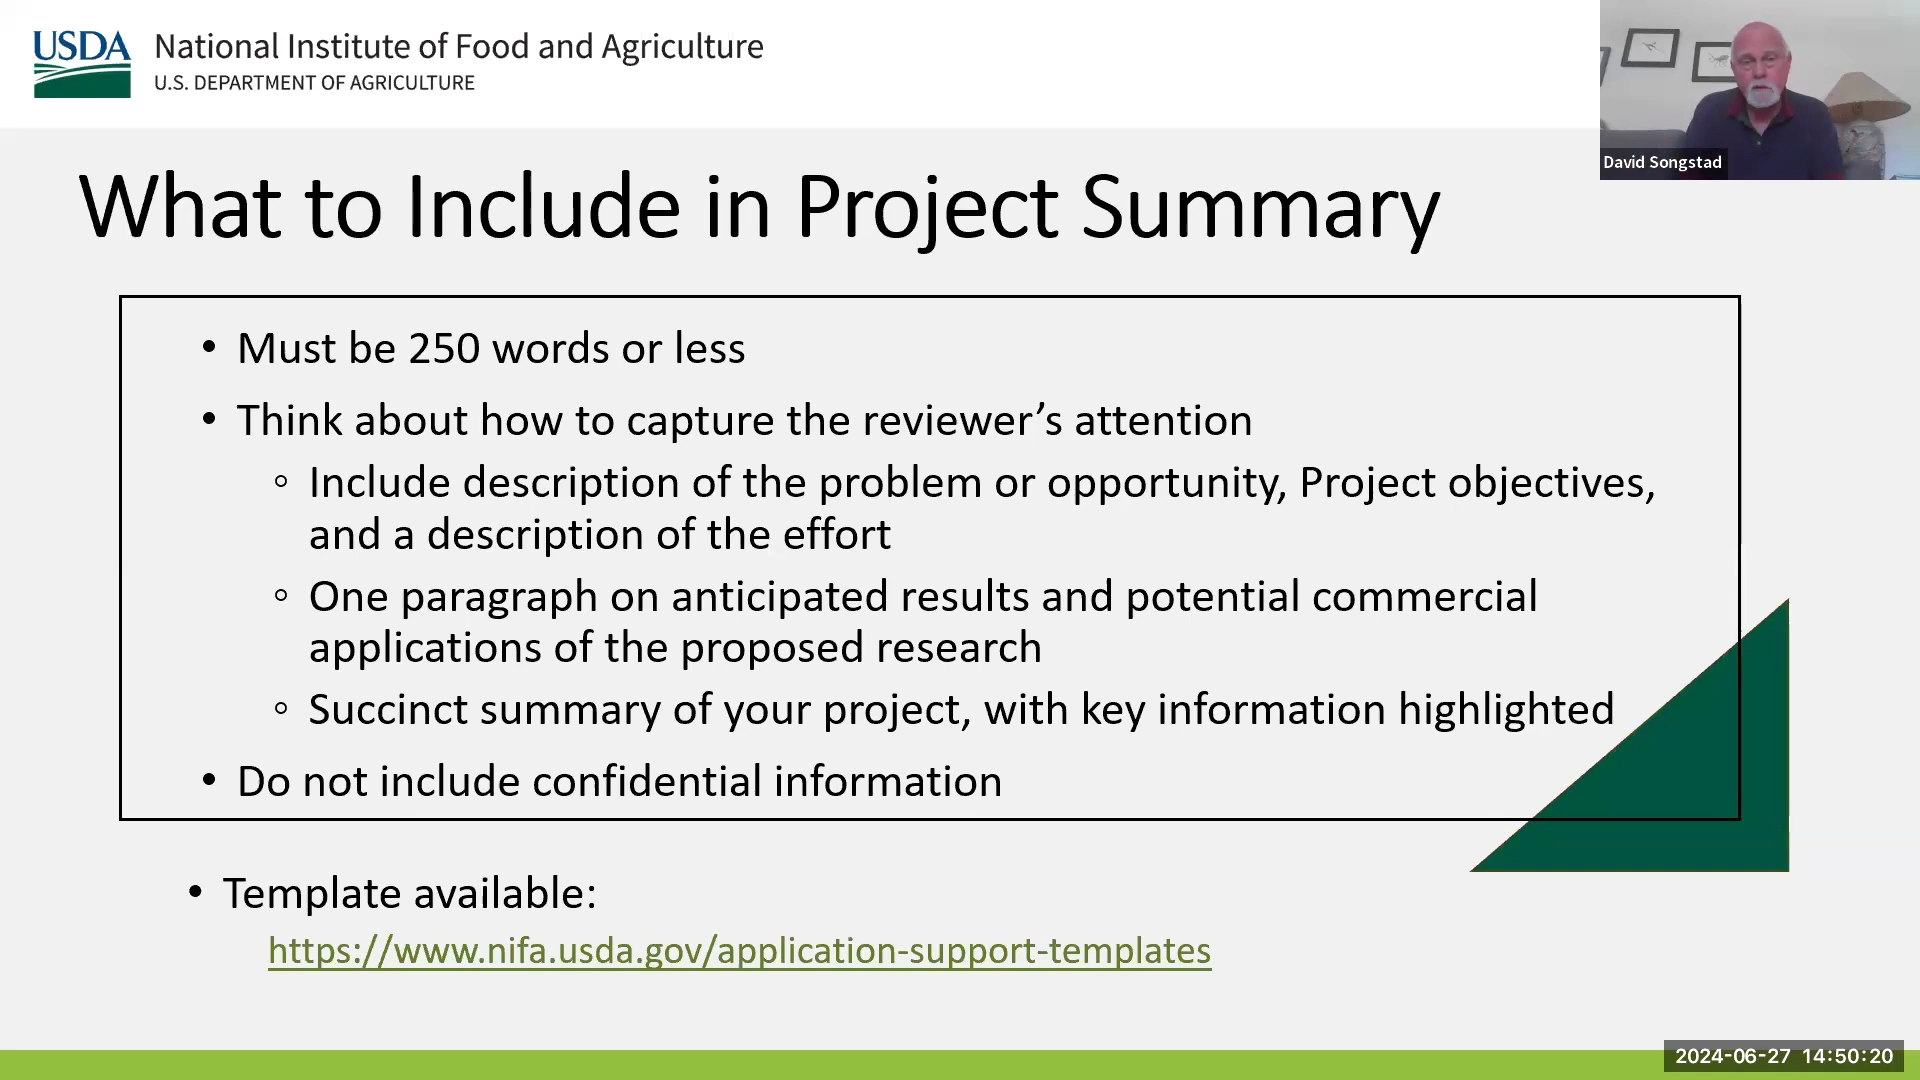 USDA
National Institute of Food and Agriculture
U.S. DEPARTMENT OF AGRICULTURE
David Songstad
What to Include in Project Summary
• Must be 250 words or less
• Think about how to capture the reviewer’s attention
◦ Include description of the problem or opportunity, Project objectives,
and a description of the effort
◦ One paragraph on anticipated results and potential commercial
applications of the proposed research
◦ Succinct summary of your project, with key information highlighted
• Do not include confidential information
• Template available:
https://www.nifa.usda.gov/application-support-templates
2024-06-27 14:50:20